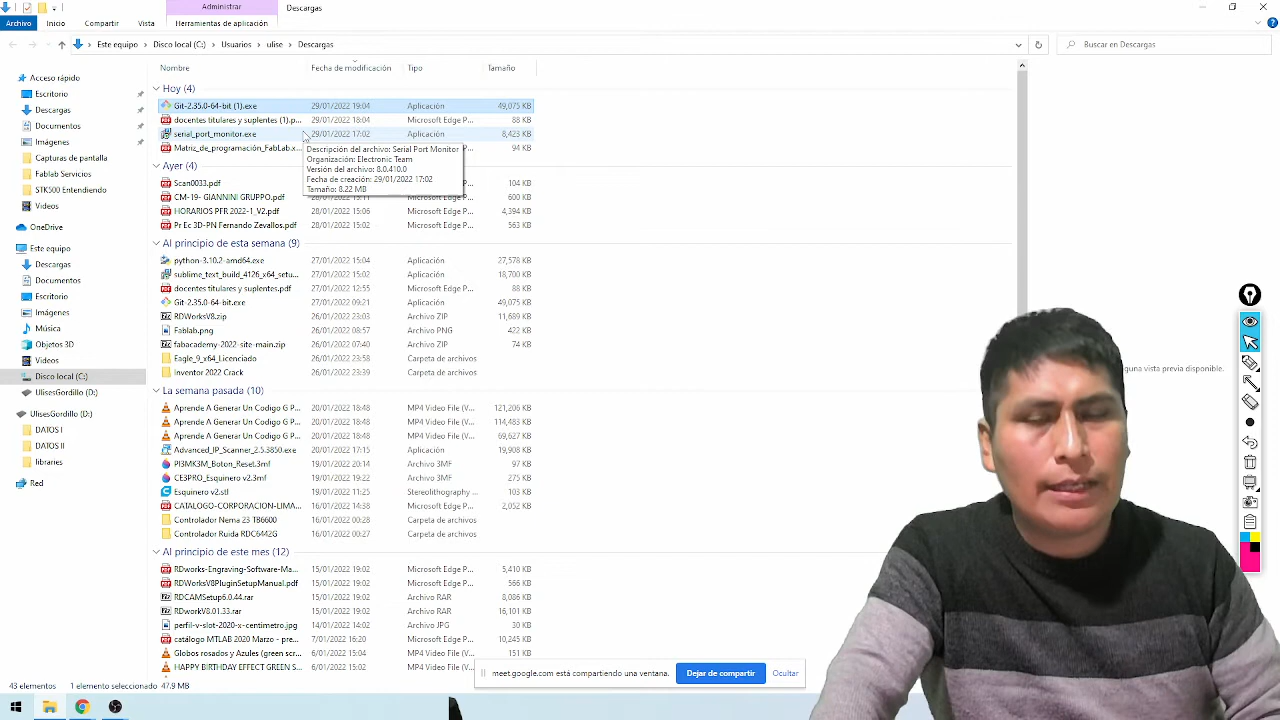 Administrar
Descargas
Archivo
Inicio
Compartir
Vista
Herramientas de aplicación
Este equipo › Disco local (C:) › Usuarios › ulise › Descargas
Buscar en Descargas
Nombre
Fecha de modificación
Tipo
Tamaño
Acceso rápido
Escritorio
Descargas
Documentos
Imágenes
Capturas de pantalla
Fablab Servicios
STK500 Entendiendo
Videos
OneDrive
Este equipo
Descargas
Documentos
Escritorio
Imágenes
Música
Objetos 3D
Videos
Disco local (C:)
UlisesGordillo (D:)
UlisesGordillo (D:)
DATOS I
DATOS II
libraries
Red
Hoy (4)
Git-2.35.0-64-bit (1).exe 29/01/2022 19:04 Aplicación 49,075 KB
docentes titulares y suplentes (1).p... 29/01/2022 18:04 Microsoft Edge P... 88 KB
serial_port_monitor.exe 29/01/2022 17:02 Aplicación 8,423 KB
Matriz_de_programación_FabLab.x... 94 KB
Descripción del archivo: Serial Port Monitor
Organización: Electronic Team
Versión del archivo: 8.0.410.0
Fecha de creación: 29/01/2022 17:02
Tamaño: 8.22 MB
Ayer (4)
Scan0033.pdf 104 KB
CM-19- GIANNINI GRUPPO.pdf Microsoft Edge P... 600 KB
HORARIOS PFR 2022-1_V2.pdf 28/01/2022 15:06 Microsoft Edge P... 4,394 KB
Pr Ec 3D-PN Fernando Zevallos.pdf 28/01/2022 15:02 Microsoft Edge P... 563 KB
Al principio de esta semana (9)
python-3.10.2-amd64.exe 27/01/2022 15:04 Aplicación 27,578 KB
sublime_text_build_4126_x64_setu... 27/01/2022 15:02 Aplicación 18,700 KB
docentes titulares y suplentes.pdf 27/01/2022 12:55 Microsoft Edge P... 88 KB
Git-2.35.0-64-bit.exe 27/01/2022 09:21 Aplicación 49,075 KB
RDWorksV8.zip 26/01/2022 23:03 Archivo ZIP 11,689 KB
Fablab.png 26/01/2022 08:57 Archivo PNG 422 KB
fabacademy-2022-site-main.zip 26/01/2022 07:40 Archivo ZIP 74 KB
Eagle_9_x64_Licenciado 26/01/2022 23:58 Carpeta de archivos
Inventor 2022 Crack 26/01/2022 23:39 Carpeta de archivos
La semana pasada (10)
Aprende A Generar Un Codigo G P... 20/01/2022 18:48 MP4 Video File (V... 121,206 KB
Aprende A Generar Un Codigo G P... 20/01/2022 18:48 MP4 Video File (V... 114,483 KB
Aprende A Generar Un Codigo G P... 20/01/2022 18:48 MP4 Video File (V... 69,627 KB
Advanced_IP_Scanner_2.5.3850.exe 20/01/2022 17:15 Aplicación 19,908 KB
PI3MK3M_Boton_Reset.3mf 19/01/2022 20:14 Archivo 3MF 97 KB
CE3PRO_Esquinero v2.3mf 19/01/2022 19:22 Archivo 3MF 275 KB
Esquinero v2.stl 19/01/2022 11:25 Stereolithography ... 103 KB
CATALOGO-CORPORACION-LIMA... 16/01/2022 14:38 Microsoft Edge P... 2,052 KB
Controlador Nema 23 TB6600 16/01/2022 00:28 Carpeta de archivos
Controlador Ruida RDC6442G 16/01/2022 00:27 Carpeta de archivos
Al principio de este mes (12)
RDworks-Engraving-Software-Ma... 15/01/2022 19:02 Microsoft Edge P... 5,410 KB
RDWorksV8PluginSetupManual.pdf 15/01/2022 19:02 Microsoft Edge P... 566 KB
RDCAMSetup6.0.44.rar 15/01/2022 19:02 Archivo RAR 8,086 KB
RDworkV8.01.33.rar 15/01/2022 19:02 Archivo RAR 16,101 KB
perfil-v-slot-2020-x-centimetro.jpg 14/01/2022 14:02 Archivo JPG 30 KB
catálogo MTLAB 2020 Marzo - pre... 7/01/2022 16:20 Microsoft Edge P... 10,245 KB
Globos rosados y Azules (green scr... 6/01/2022 15:04 MP4 Video File (V... 151 KB
HAPPY BIRTHDAY EFFECT GREEN S... 6/01/2022 15:02 MP4 Video File (V...
guna vista previa disponible.
meet.google.com está compartiendo una ventana.
Dejar de compartir
Ocultar
43 elementos
1 elemento seleccionado 47.9 MB